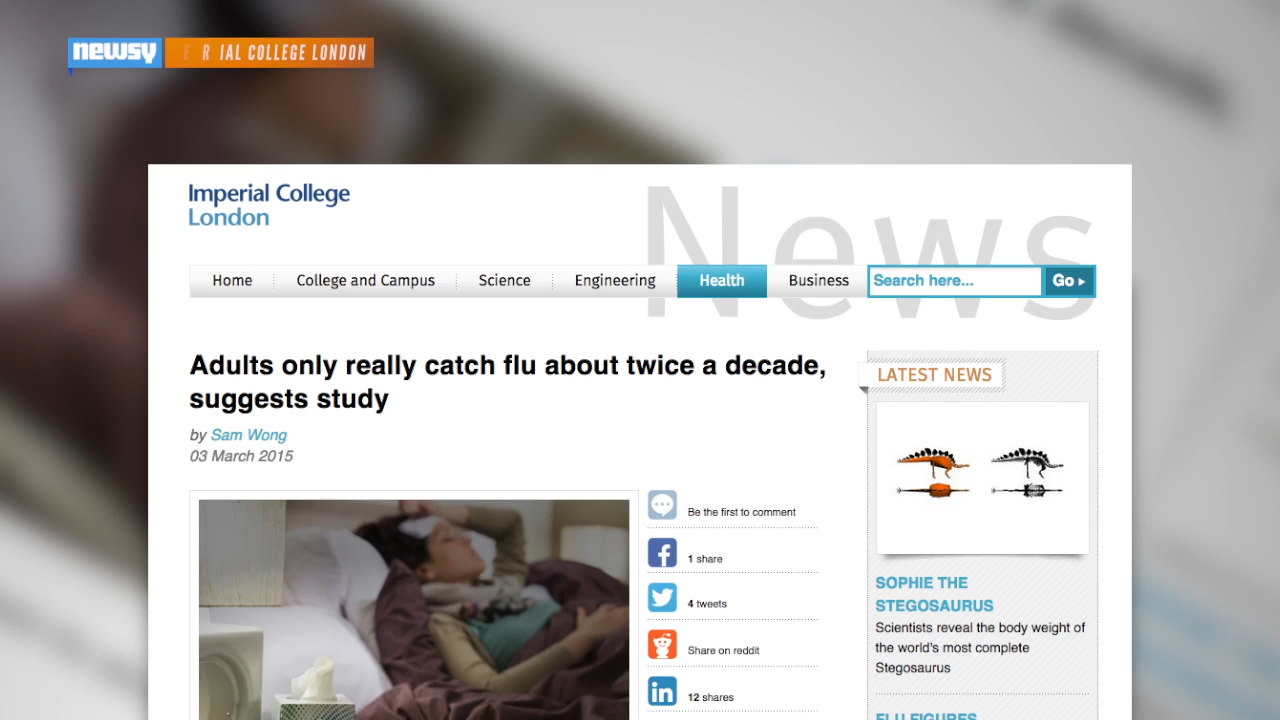 newsy
E R IAL COLLEGE LONDON
Imperial College
London
News
Home
College and Campus
Science
Engineering
Health
Business
Search here...
Go ▸
Adults only really catch flu about twice a decade,
suggests study
by Sam Wong
03 March 2015
Be the first to comment
1 share
4 tweets
Share on reddit
12 shares
LATEST NEWS
SOPHIE THE
STEGOSAURUS
Scientists reveal the body weight of
the world's most complete
Stegosaurus
FLU FIGURES